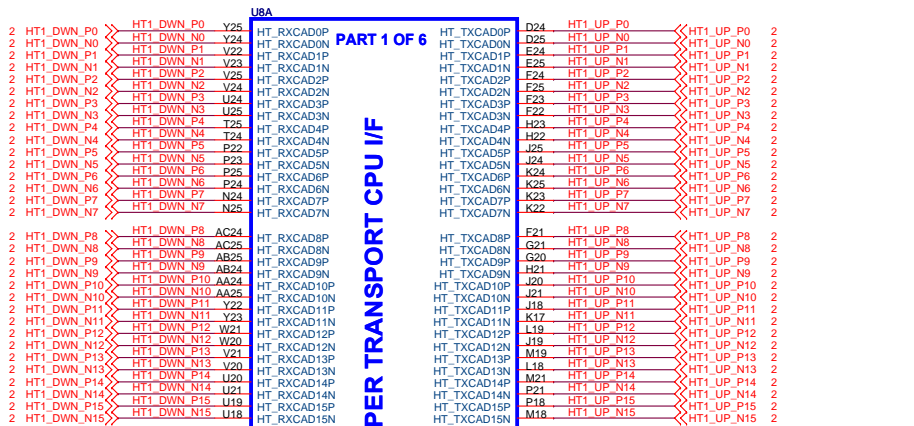 U8A
PART 1 OF 6
PER TRANSPORT CPU I/F
2 HT1_DWN_P0 HT1_DWN_P0 Y25 HT_RXCAD0P HT_TXCAD0P D24 HT1_UP_P0 HT1_UP_P0 2
2 HT1_DWN_N0 HT1_DWN_N0 Y24 HT_RXCAD0N HT_TXCAD0N D25 HT1_UP_N0 HT1_UP_N0 2
2 HT1_DWN_P1 HT1_DWN_P1 V22 HT_RXCAD1P HT_TXCAD1P E24 HT1_UP_P1 HT1_UP_P1 2
2 HT1_DWN_N1 HT1_DWN_N1 V23 HT_RXCAD1N HT_TXCAD1N E25 HT1_UP_N1 HT1_UP_N1 2
2 HT1_DWN_P2 HT1_DWN_P2 V25 HT_RXCAD2P HT_TXCAD2P F24 HT1_UP_P2 HT1_UP_P2 2
2 HT1_DWN_N2 HT1_DWN_N2 V24 HT_RXCAD2N HT_TXCAD2N F25 HT1_UP_N2 HT1_UP_N2 2
2 HT1_DWN_P3 HT1_DWN_P3 U24 HT_RXCAD3P HT_TXCAD3P F23 HT1_UP_P3 HT1_UP_P3 2
2 HT1_DWN_N3 HT1_DWN_N3 U25 HT_RXCAD3N HT_TXCAD3N F22 HT1_UP_N3 HT1_UP_N3 2
2 HT1_DWN_P4 HT1_DWN_P4 T25 HT_RXCAD4P HT_TXCAD4P H23 HT1_UP_P4 HT1_UP_P4 2
2 HT1_DWN_N4 HT1_DWN_N4 T24 HT_RXCAD4N HT_TXCAD4N H22 HT1_UP_N4 HT1_UP_N4 2
2 HT1_DWN_P5 HT1_DWN_P5 P22 HT_RXCAD5P HT_TXCAD5P J25 HT1_UP_P5 HT1_UP_P5 2
2 HT1_DWN_N5 HT1_DWN_N5 P23 HT_RXCAD5N HT_TXCAD5N J24 HT1_UP_N5 HT1_UP_N5 2
2 HT1_DWN_P6 HT1_DWN_P6 P25 HT_RXCAD6P HT_TXCAD6P K24 HT1_UP_P6 HT1_UP_P6 2
2 HT1_DWN_N6 HT1_DWN_N6 P24 HT_RXCAD6N HT_TXCAD6N K25 HT1_UP_N6 HT1_UP_N6 2
2 HT1_DWN_P7 HT1_DWN_P7 N24 HT_RXCAD7P HT_TXCAD7P K23 HT1_UP_P7 HT1_UP_P7 2
2 HT1_DWN_N7 HT1_DWN_N7 N25 HT_RXCAD7N HT_TXCAD7N K22 HT1_UP_N7 HT1_UP_N7 2
2 HT1_DWN_P8 HT1_DWN_P8 AC24 HT_RXCAD8P HT_TXCAD8P F21 HT1_UP_P8 HT1_UP_P8 2
2 HT1_DWN_N8 HT1_DWN_N8 AC25 HT_RXCAD8N HT_TXCAD8N G21 HT1_UP_N8 HT1_UP_N8 2
2 HT1_DWN_P9 HT1_DWN_P9 AB25 HT_RXCAD9P HT_TXCAD9P G20 HT1_UP_P9 HT1_UP_P9 2
2 HT1_DWN_N9 HT1_DWN_N9 AB24 HT_RXCAD9N HT_TXCAD9N H21 HT1_UP_N9 HT1_UP_N9 2
2 HT1_DWN_P10 HT1_DWN_P10 AA24 HT_RXCAD10P HT_TXCAD10P J20 HT1_UP_P10 HT1_UP_P10 2
2 HT1_DWN_N10 HT1_DWN_N10 AA25 HT_RXCAD10N HT_TXCAD10N J21 HT1_UP_N10 HT1_UP_N10 2
2 HT1_DWN_P11 HT1_DWN_P11 Y22 HT_RXCAD11P HT_TXCAD11P J18 HT1_UP_P11 HT1_UP_P11 2
2 HT1_DWN_N11 HT1_DWN_N11 Y23 HT_RXCAD11N HT_TXCAD11N K17 HT1_UP_N11 HT1_UP_N11 2
2 HT1_DWN_P12 HT1_DWN_P12 W21 HT_RXCAD12P HT_TXCAD12P L19 HT1_UP_P12 HT1_UP_P12 2
2 HT1_DWN_N12 HT1_DWN_N12 W20 HT_RXCAD12N HT_TXCAD12N J19 HT1_UP_N12 HT1_UP_N12 2
2 HT1_DWN_P13 HT1_DWN_P13 V21 HT_RXCAD13P HT_TXCAD13P M19 HT1_UP_P13 HT1_UP_P13 2
2 HT1_DWN_N13 HT1_DWN_N13 V20 HT_RXCAD13N HT_TXCAD13N L18 HT1_UP_N13 HT1_UP_N13 2
2 HT1_DWN_P14 HT1_DWN_P14 U20 HT_RXCAD14P HT_TXCAD14P M21 HT1_UP_P14 HT1_UP_P14 2
2 HT1_DWN_N14 HT1_DWN_N14 U21 HT_RXCAD14N HT_TXCAD14N P21 HT1_UP_N14 HT1_UP_N14 2
2 HT1_DWN_P15 HT1_DWN_P15 U19 HT_RXCAD15P HT_TXCAD15P P18 HT1_UP_P15 HT1_UP_P15 2
2 HT1_DWN_N15 HT1_DWN_N15 U18 HT_RXCAD15N HT_TXCAD15N M18 HT1_UP_N15 HT1_UP_N15 2